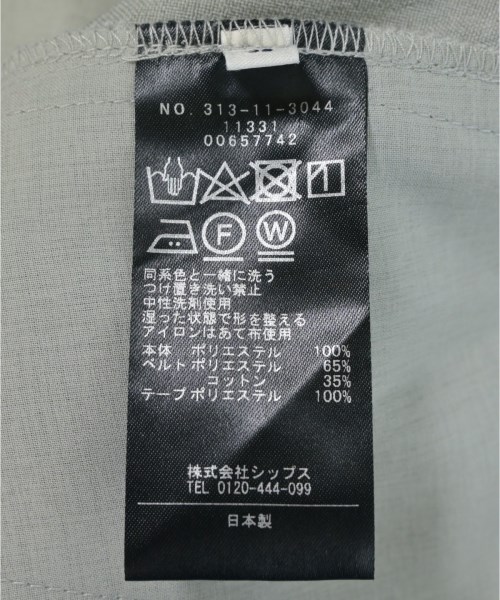 NO. 313-11-3044
11331
00657742
F W
同系色と一緒に洗う
つけ置き洗い禁止
中性洗剤使用
湿った状態で形を整える
アイロンはあて布使用
本体 ポリエステル 100%
ベルト ポリエステル 65%
コットン 35%
テープ ポリエステル 100%
株式会社シップス
TEL 0120-444-099
日本製